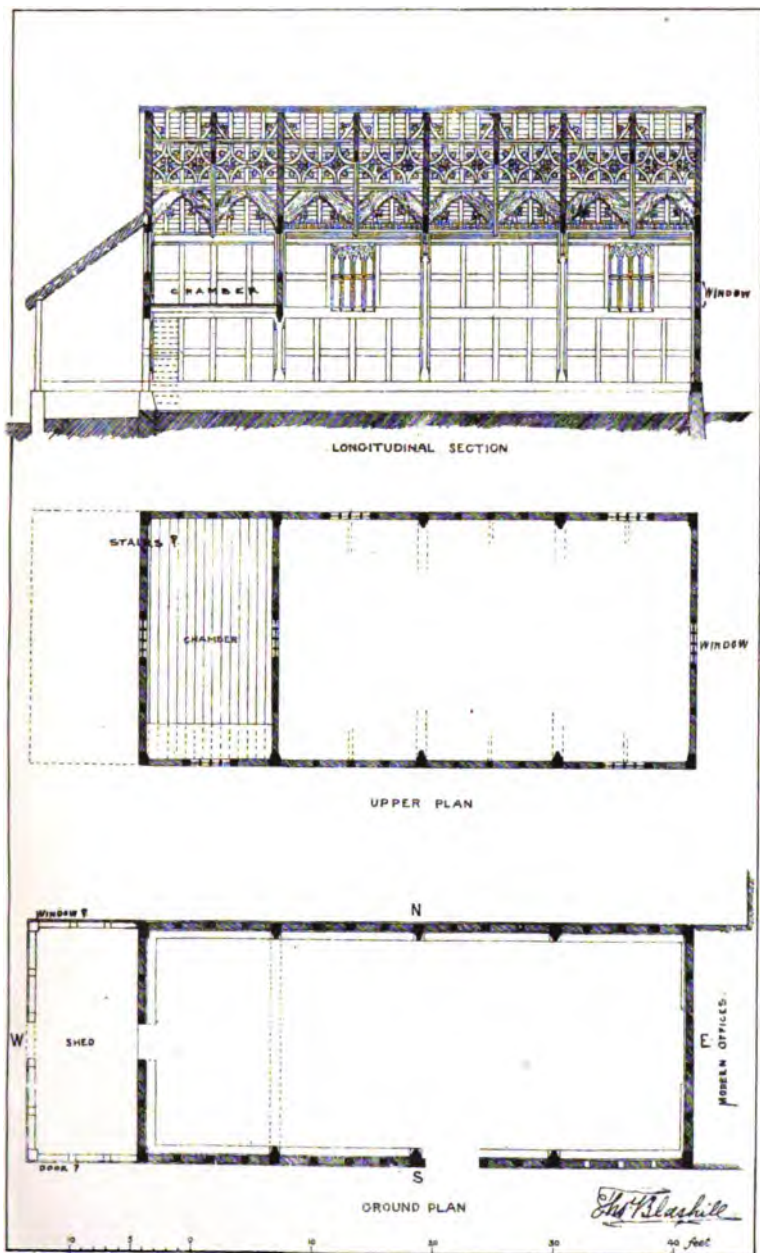 CHAMBER
WINDOW
LONGITUDINAL SECTION
STAIRS ?
CHAMBER
WINDOW
UPPER PLAN
N
WINDOW ?
W
SHED
E
MODERN OFFICES.
DOOR ?
S
GROUND PLAN
Thos Blashill
10 5 0 10 20 30 40 feet